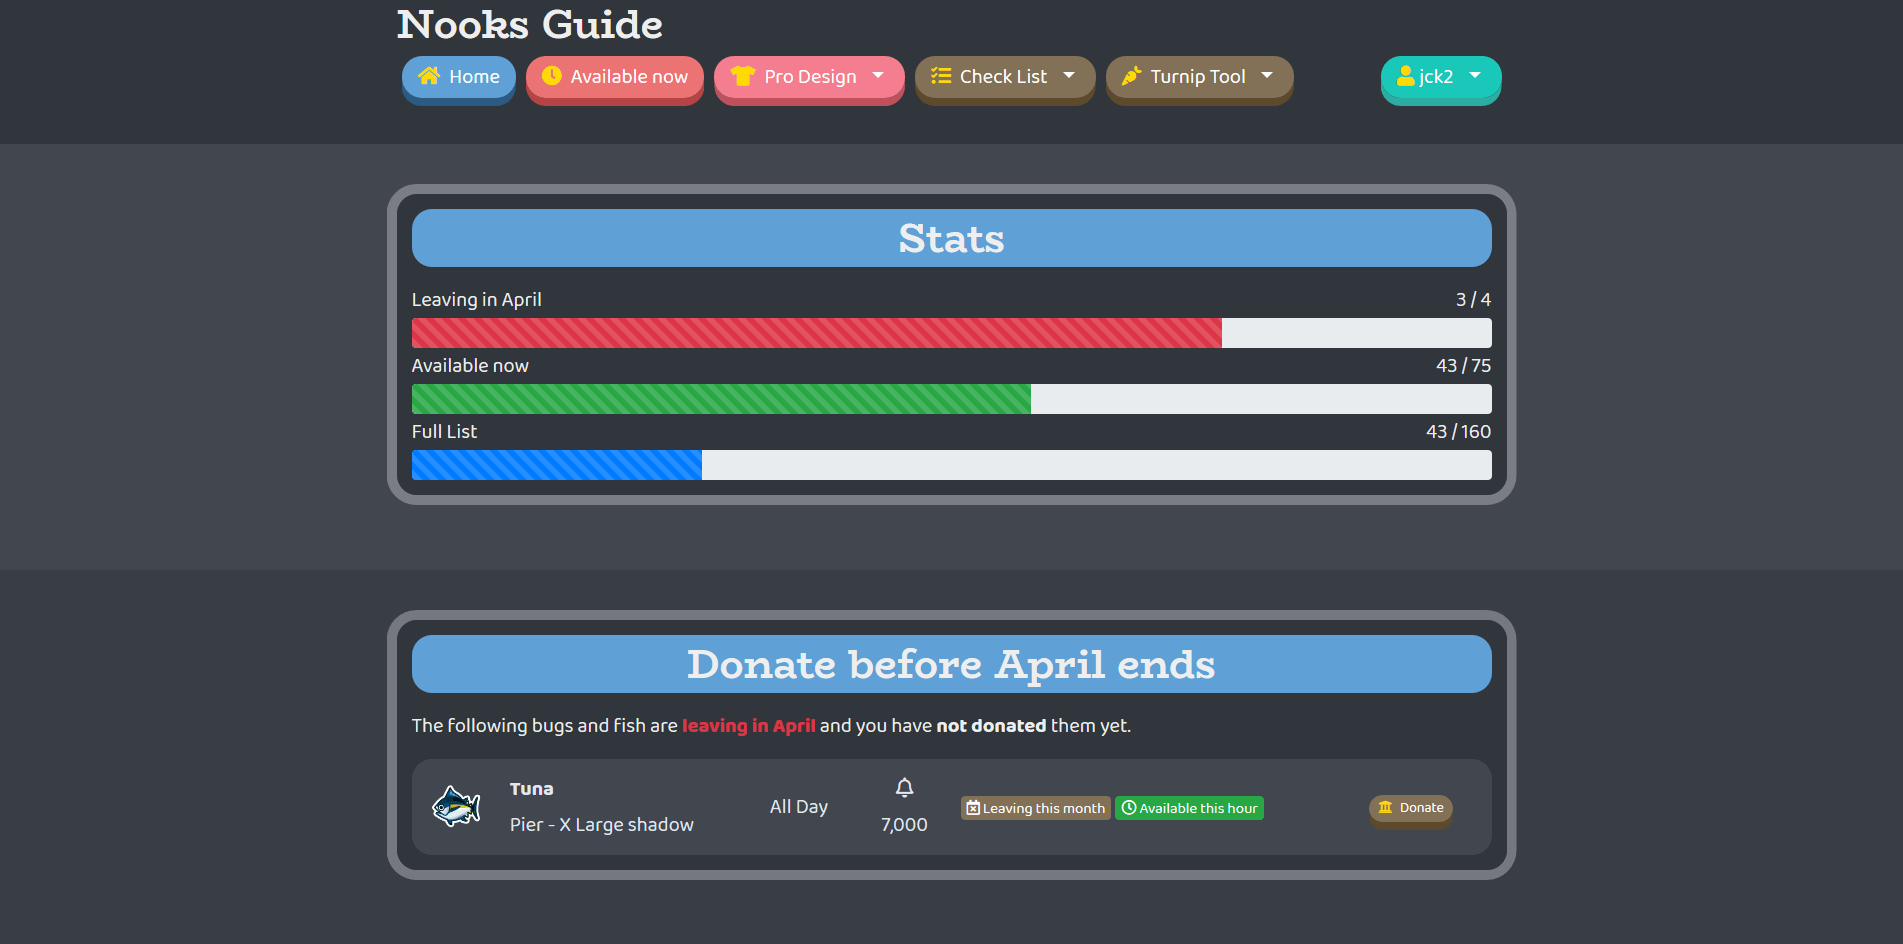 Nooks Guide
Home Available now Pro Design Check List Turnip Tool jck2
Stats
Leaving in April 3 / 4
Available now 43 / 75
Full List 43 / 160
Donate before April ends
The following bugs and fish are leaving in April and you have not donated them yet.
Tuna
Pier - X Large shadow
All Day
7,000
Leaving this month Available this hour
Donate